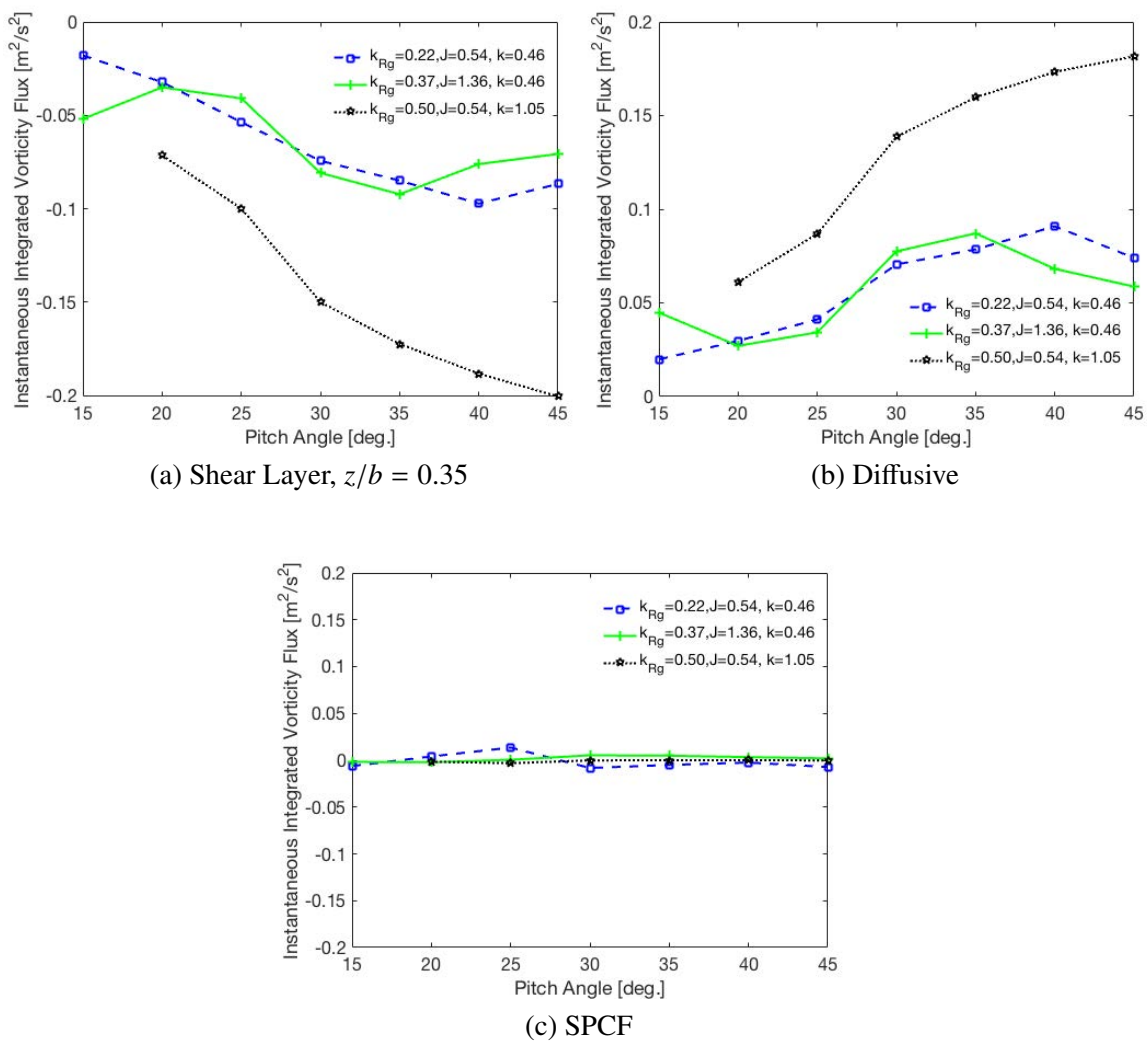 Instantaneous Integrated Vorticity Flux [m²/s²]
-0
-0.05
-0.1
-0.15
-0.2
k_Rg=0.22,J=0.54, k=0.46
k_Rg=0.37,J=1.36, k=0.46
k_Rg=0.50,J=0.54, k=1.05
15 20 25 30 35 40 45
Pitch Angle [deg.]
(a) Shear Layer, z/b = 0.35
Instantaneous Integrated Vorticity Flux [m²/s²]
0.2
0.15
0.1
0.05
0
k_Rg=0.22,J=0.54, k=0.46
k_Rg=0.37,J=1.36, k=0.46
k_Rg=0.50,J=0.54, k=1.05
15 20 25 30 35 40 45
Pitch Angle [deg.]
(b) Diffusive
Instantaneous Integrated Vorticity Flux [m²/s²]
0.2
0.15
0.1
0.05
0
-0.05
-0.1
-0.15
-0.2
k_Rg=0.22,J=0.54, k=0.46
k_Rg=0.37,J=1.36, k=0.46
k_Rg=0.50,J=0.54, k=1.05
15 20 25 30 35 40 45
Pitch Angle [deg.]
(c) SPCF